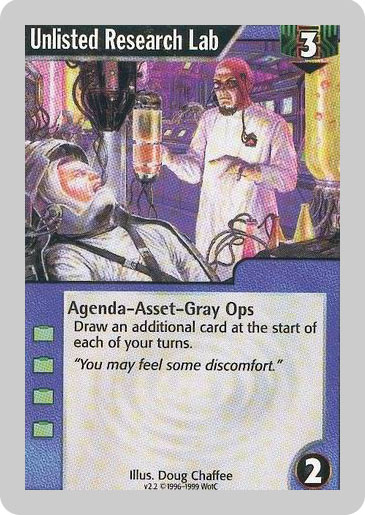 Unlisted Research Lab
3
Agenda-Asset-Gray Ops
Draw an additional card at the start of
each of your turns.
"You may feel some discomfort."
Illus. Doug Chaffee
v2.2 ©1996-1999 WotC
2